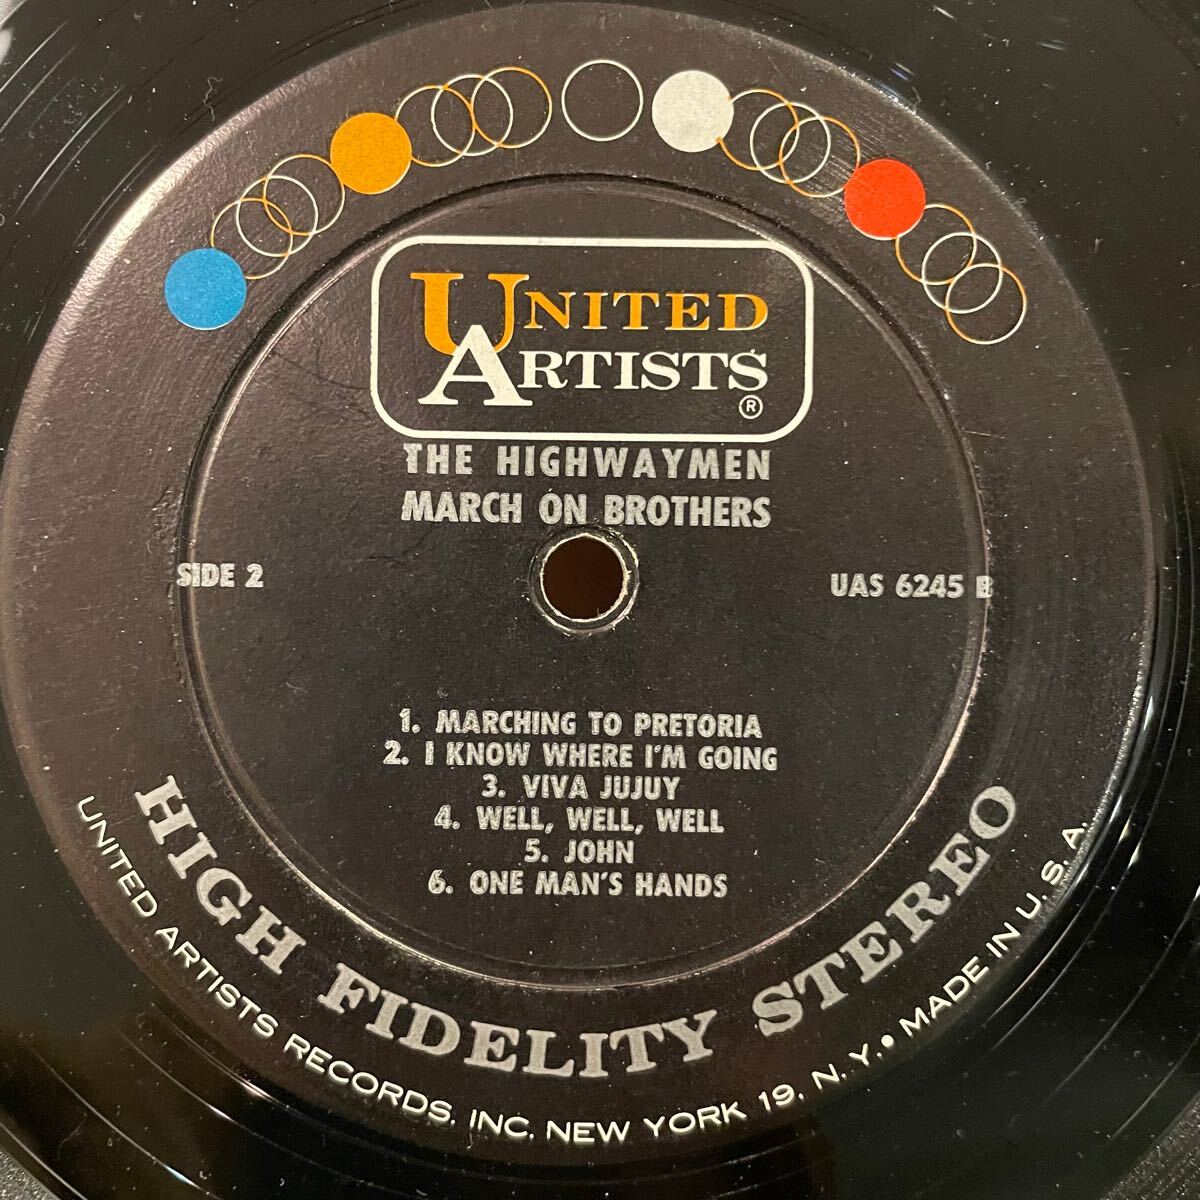 UNITED
ARTISTS
®
THE HIGHWAYMEN
MARCH ON BROTHERS
SIDE 2
UAS 6245 B
1. MARCHING TO PRETORIA
2. I KNOW WHERE I'M GOING
3. VIVA JUJUY
4. WELL, WELL, WELL
5. JOHN
6. ONE MAN'S HANDS
HIGH FIDELITY STEREO
UNITED ARTISTS RECORDS, INC. NEW YORK 19, N. Y. • MADE IN U. S. A.